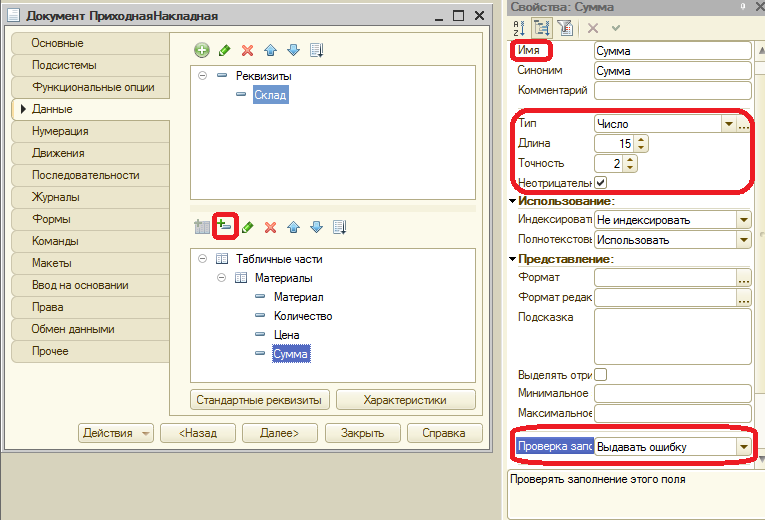 Документ ПриходнаяНакладная
Основные
Подсистемы
Функциональные опции
Данные
Нумерация
Движения
Последовательности
Журналы
Формы
Команды
Макеты
Ввод на основании
Права
Обмен данными
Прочее
Реквизиты
Склад
Табличные части
Материалы
Материал
Количество
Цена
Сумма
Стандартные реквизиты
Характеристики
Действия
<Назад
Далее>
Закрыть
Справка
Свойства: Сумма
Имя Сумма
Синоним Сумма
Комментарий
Тип Число
Длина 15
Точность 2
Неотрицательн
Использование:
Индексироват Не индексировать
Полнотекстовы Использовать
Представление:
Формат
Формат редак
Подсказка
Выделять отри
Минимальное
Максимальное
Проверка запо Выдавать ошибку
Проверять заполнение этого поля